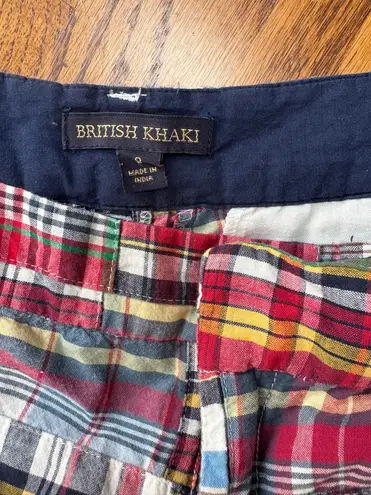 BRITISH KHAKI
9
MADE IN
INDIA